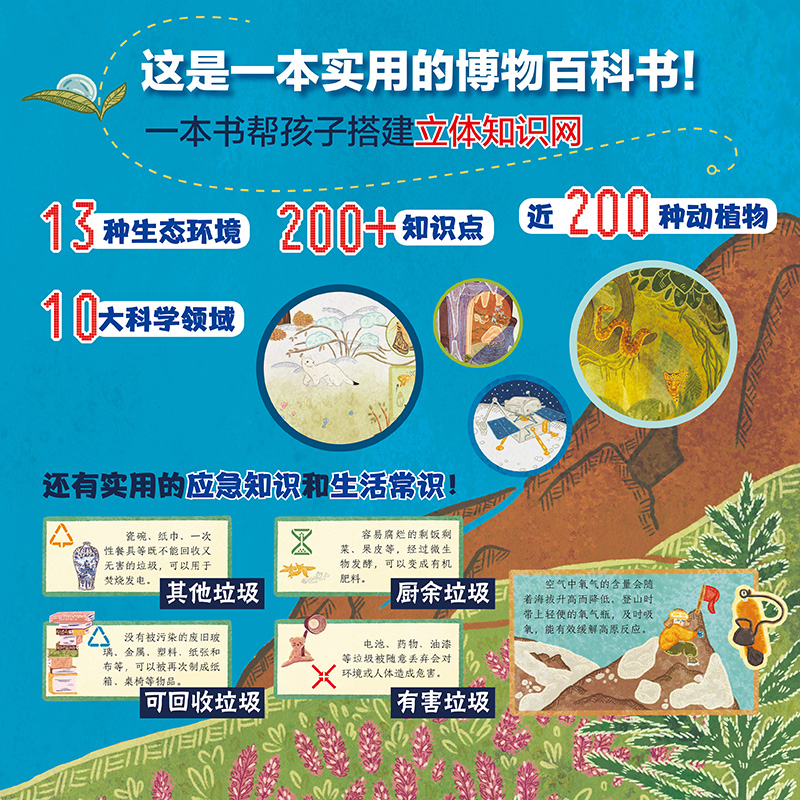 这是一本实用的博物百科书！
一本书帮孩子搭建立体知识网
13种生态环境
200+知识点
近200种动植物
10大科学领域
还有实用的应急知识和生活常识！
瓷碗、纸巾、一次
性餐具等既不能回收又
无害的垃圾，可以用于
焚烧发电。
其他垃圾
容易腐烂的剩饭剩
菜、果皮等，经过微生
物发酵，可以变成有机
肥料。
厨余垃圾
没有被污染的废旧玻
璃、金属、塑料、纸张和
布等，可以被再次制成纸
箱、桌椅等物品。
可回收垃圾
电池、药物、油漆
等垃圾被随意丢弃会对
环境或人体造成危害。
有害垃圾
空气中氧气的含量会随
着海拔升高而降低。登山时
带上轻便的氧气瓶，及时吸
氧，能有效缓解高原反应。